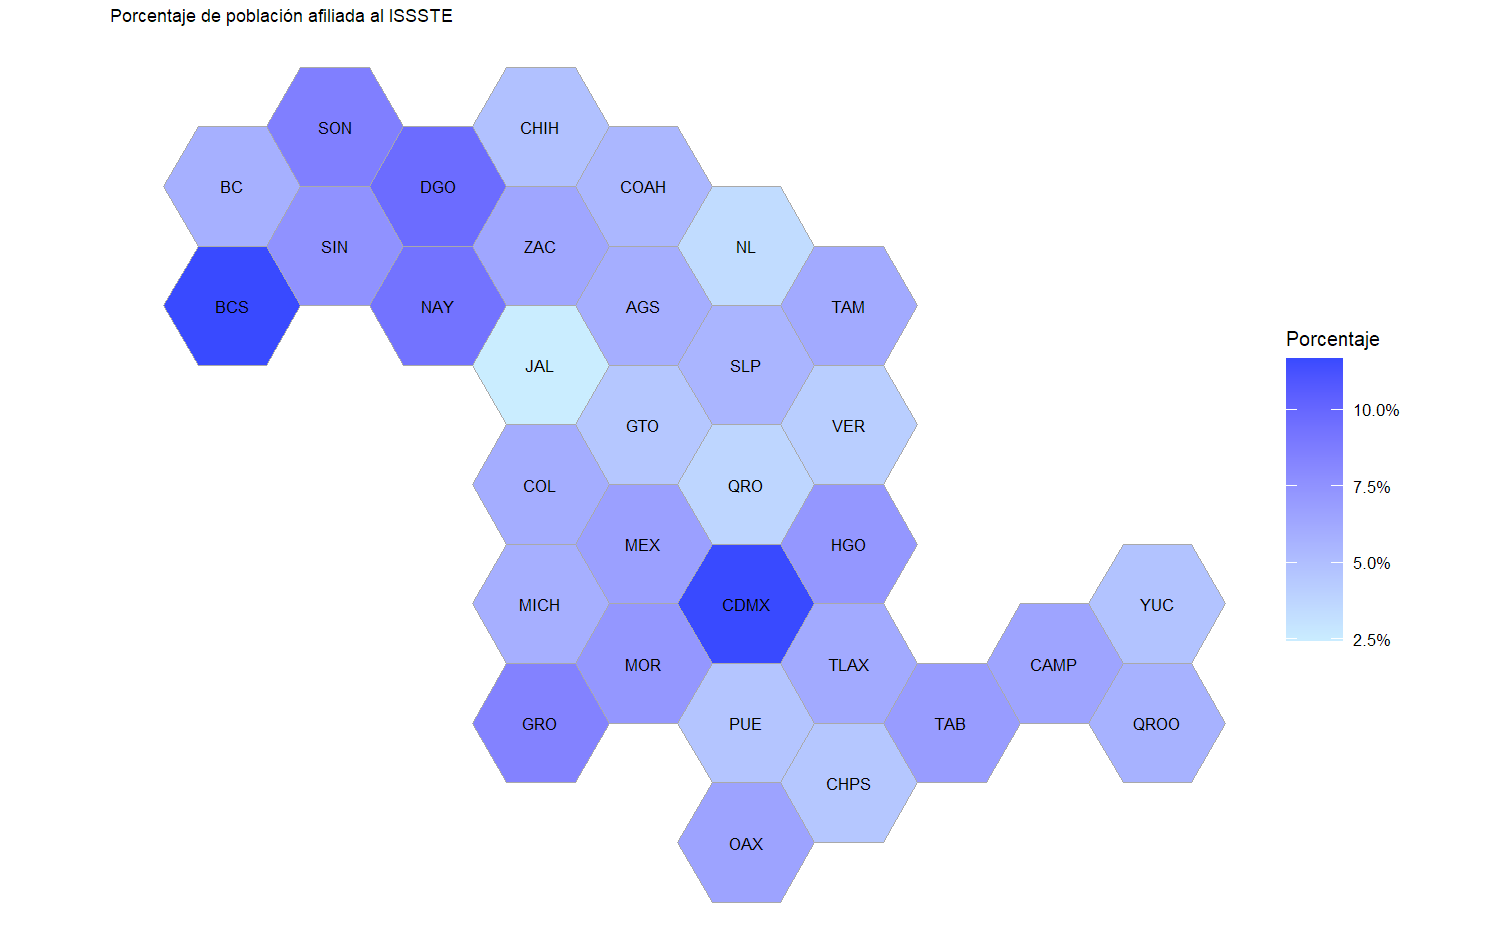 Porcentaje de población afiliada al ISSSTE
SON
CHIH
BC
DGO
COAH
SIN
ZAC
NL
BCS
NAY
AGS
TAM
JAL
SLP
GTO
VER
COL
QRO
MEX
HGO
MICH
CDMX
YUC
MOR
TLAX
CAMP
GRO
PUE
TAB
QROO
CHPS
OAX
Porcentaje
10.0%
7.5%
5.0%
2.5%